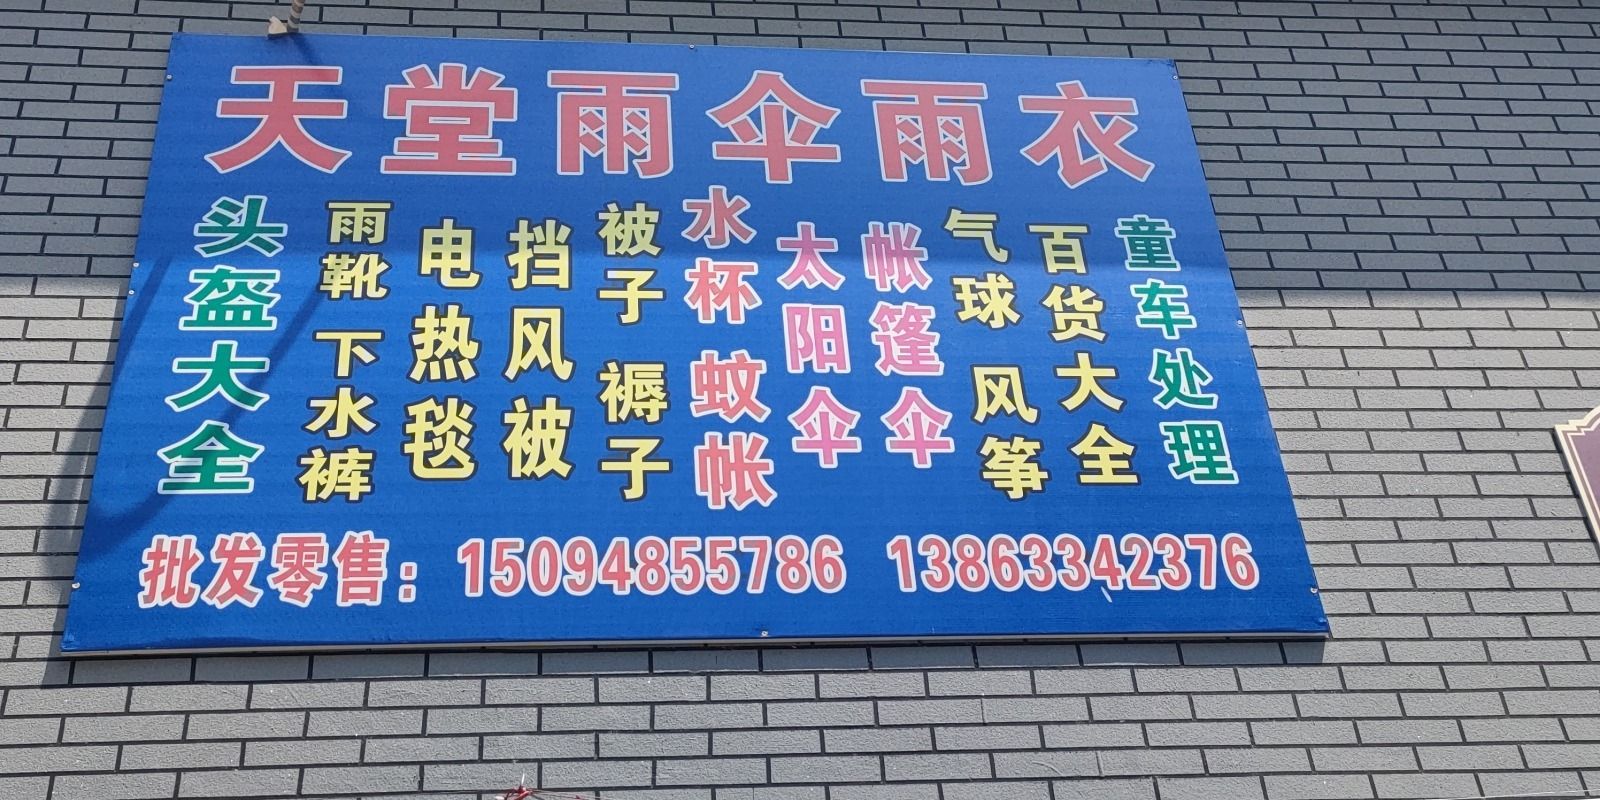 天堂雨伞雨衣
头盔大全
雨靴 下水裤
电热毯
挡风被
被子 褥子
水杯 蚊帐
太阳伞
帐篷伞
气球 风筝
百货大全
童车处理
批发零售：15094855786 13863342376